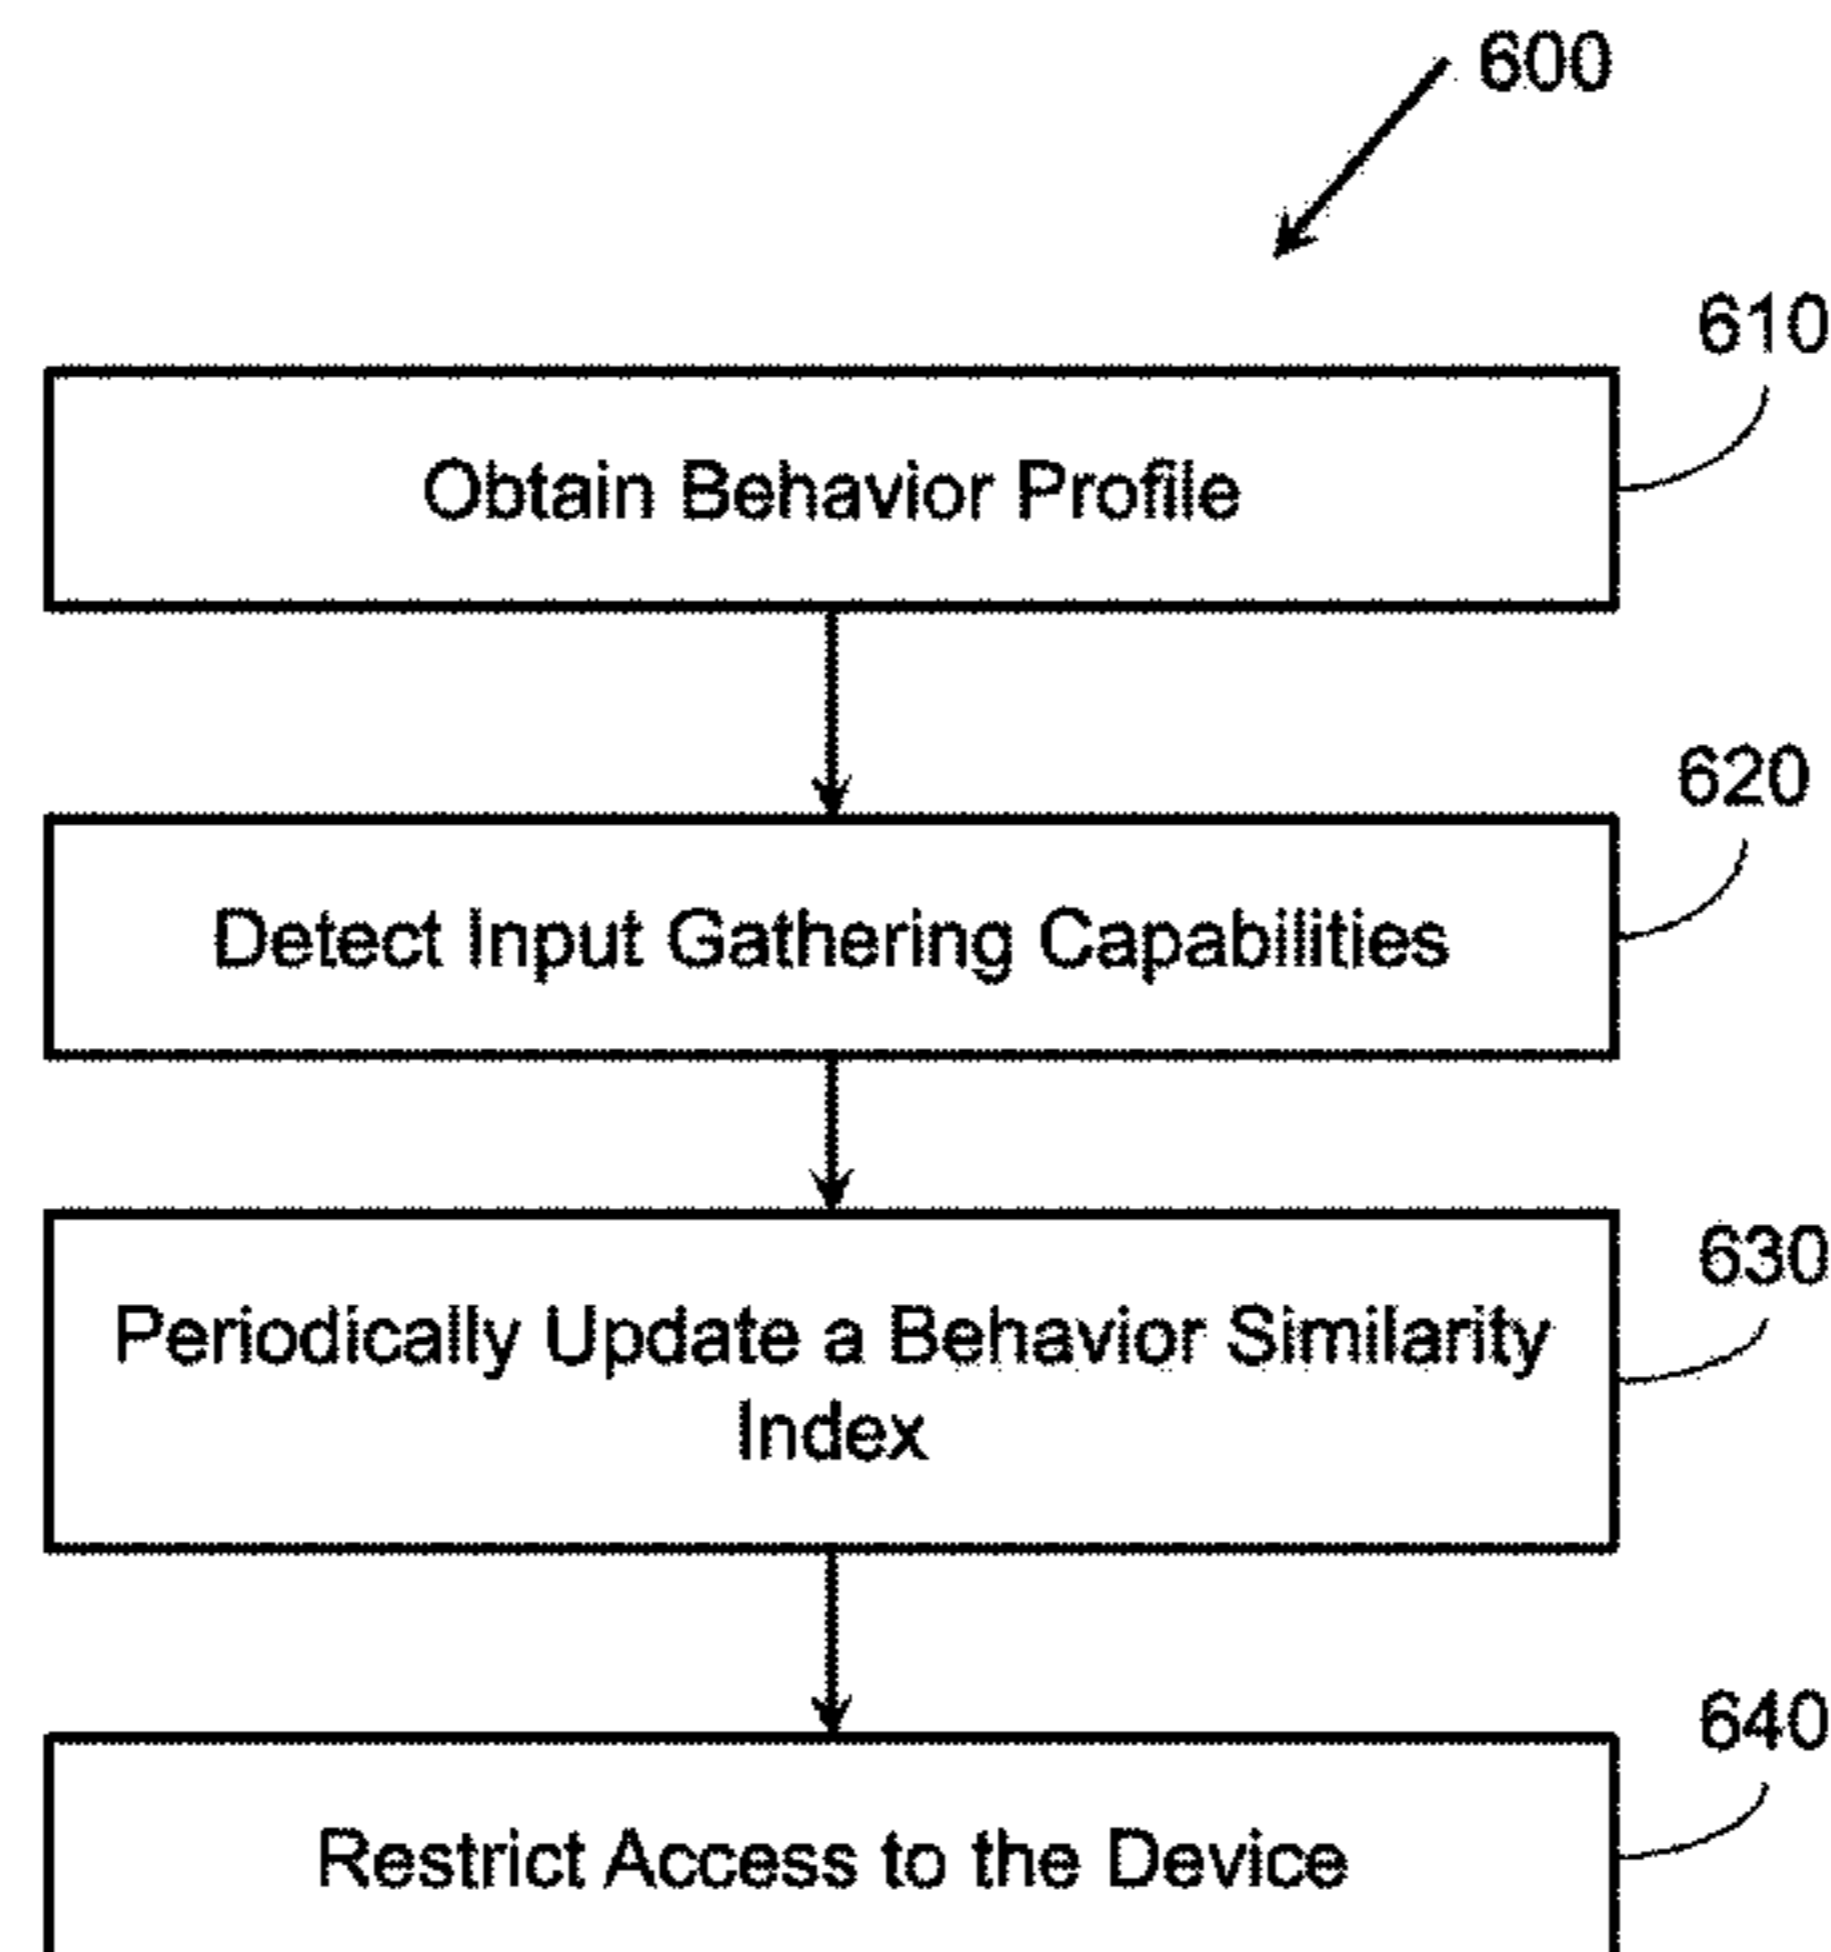 600
610
Obtain Behavior Profile
620
Detect Input Gathering Capabilities
630
Periodically Update a Behavior Similarity
Index
640
Restrict Access to the Device